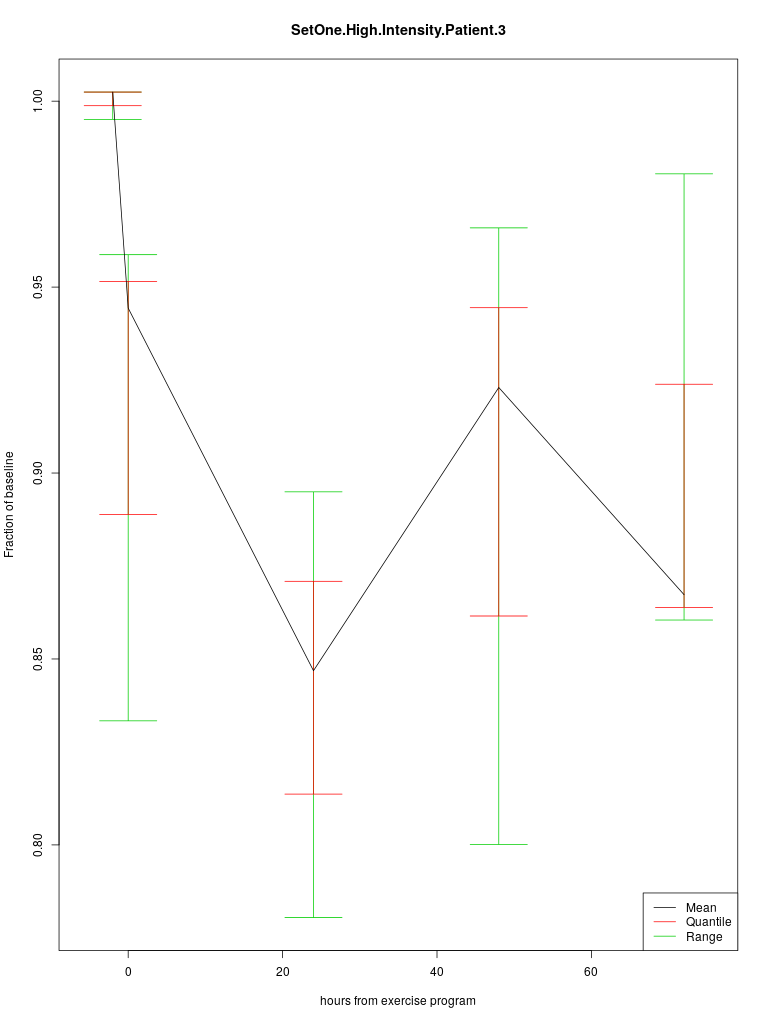 SetOne.High.Intensity.Patient.3
Fraction of baseline
1.00
0.95
0.90
0.85
0.80
0 20 40 60
hours from exercise program
Mean
Quantile
Range